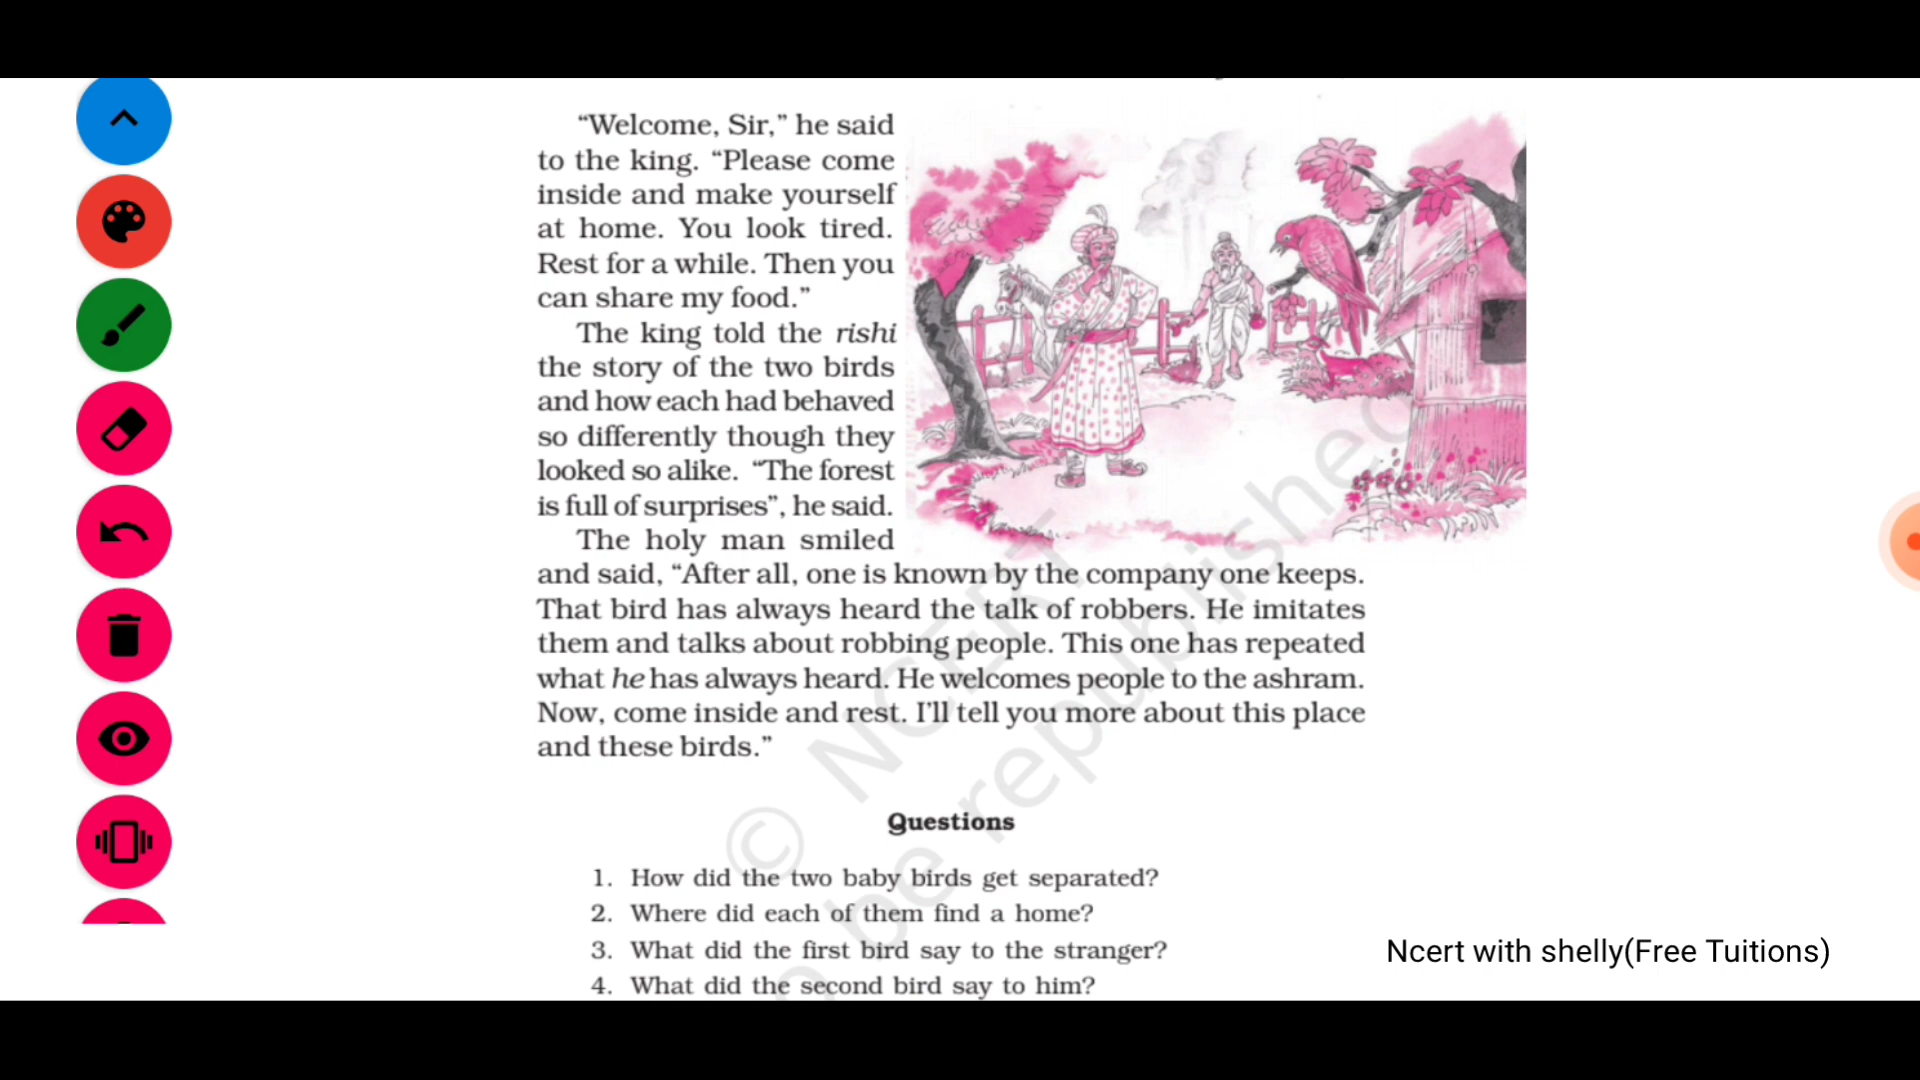 “Welcome, Sir,” he said
to the king. “Please come
inside and make yourself
at home. You look tired.
Rest for a while. Then you
can share my food.”
The king told the rishi
the story of the two birds
and how each had behaved
so differently though they
looked so alike. “The forest
is full of surprises”, he said.
The holy man smiled
and said, “After all, one is known by the company one keeps.
That bird has always heard the talk of robbers. He imitates
them and talks about robbing people. This one has repeated
what he has always heard. He welcomes people to the ashram.
Now, come inside and rest. I’ll tell you more about this place
and these birds.”
Questions
1. How did the two baby birds get separated?
2. Where did each of them find a home?
3. What did the first bird say to the stranger?
4. What did the second bird say to him?
Ncert with shelly(Free Tuitions)
© NCERT
be republished